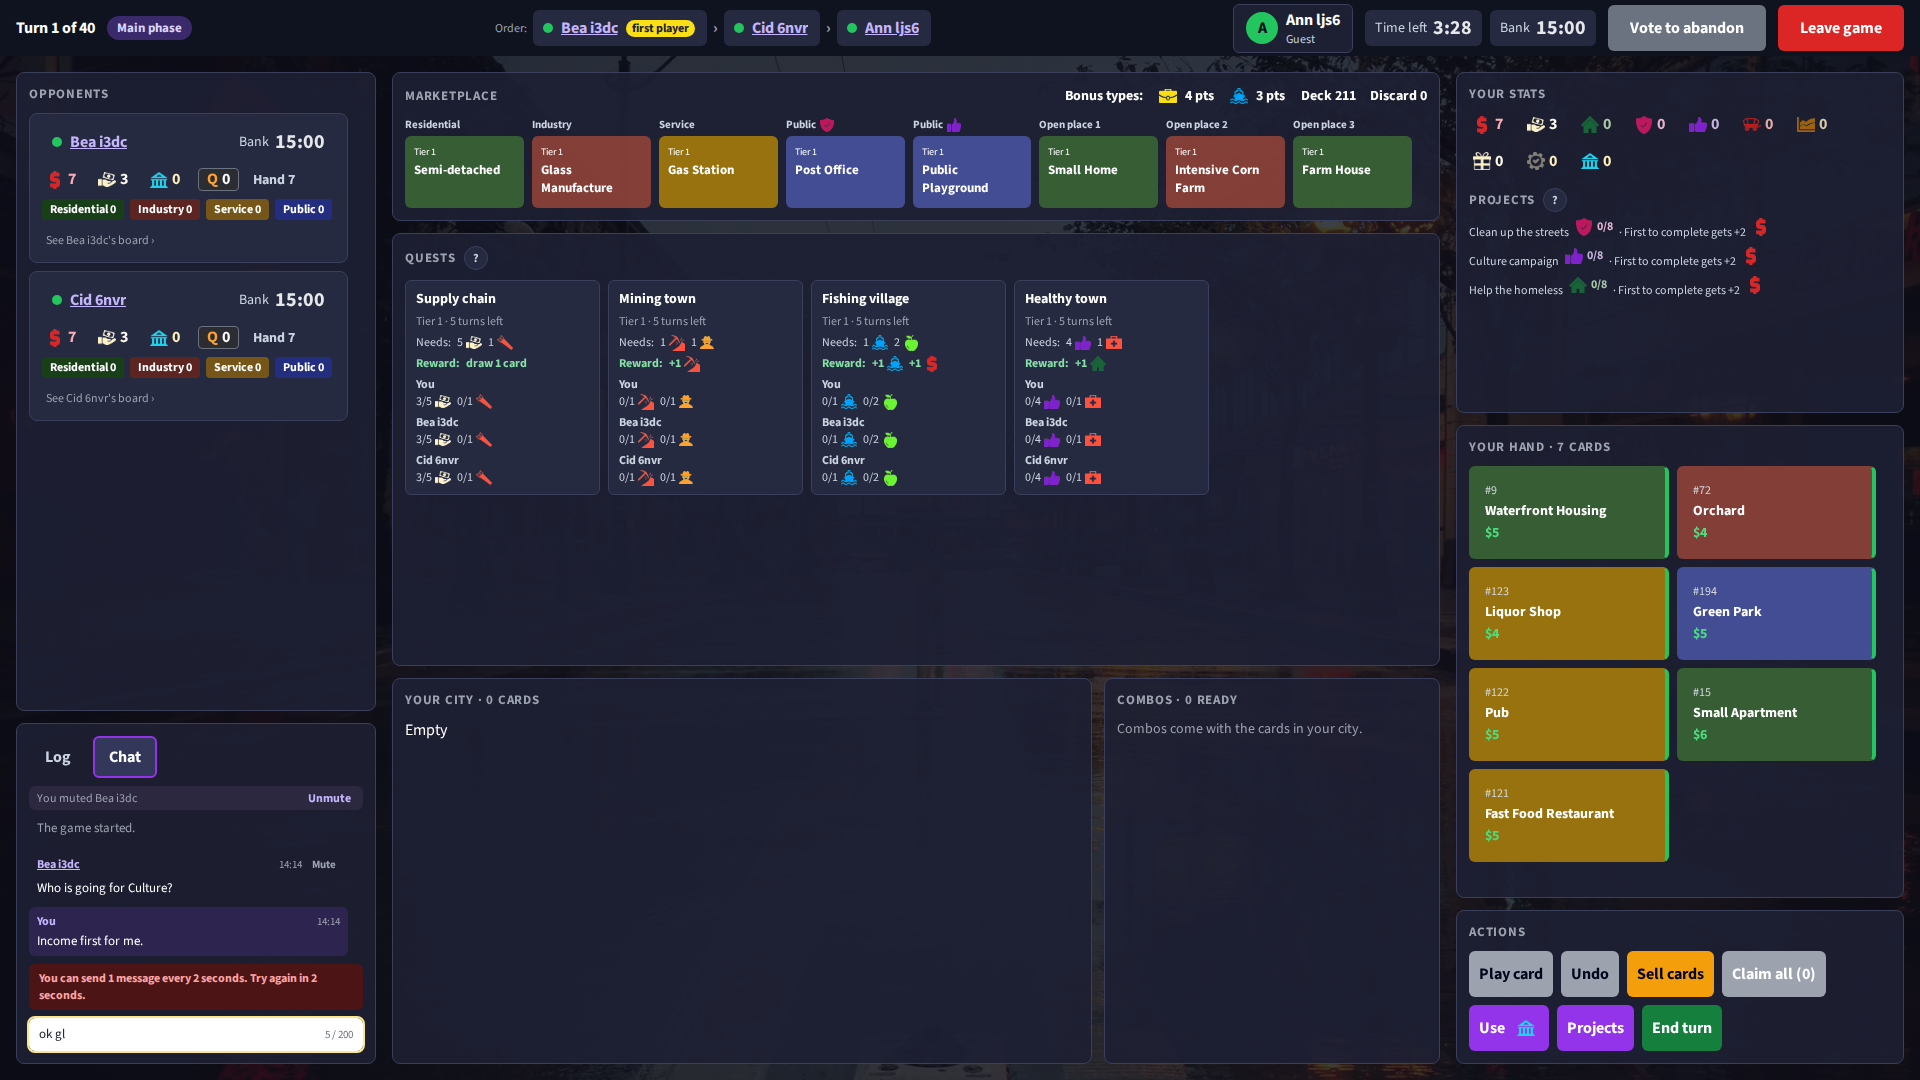 Turn 1 of 40
Main phase
Order: Bea i3dc first player › Cid 6nvr › Ann ljs6
A Ann ljs6
Guest
Time left 3:28
Bank 15:00
Vote to abandon
Leave game
OPPONENTS
Bea i3dc Bank 15:00
7 3 0 Q 0 Hand 7
Residential 0 Industry 0 Service 0 Public 0
See Bea i3dc's board ›
Cid 6nvr Bank 15:00
7 3 0 Q 0 Hand 7
Residential 0 Industry 0 Service 0 Public 0
See Cid 6nvr's board ›
Log
Chat
You muted Bea i3dc Unmute
The game started.
Bea i3dc 14:14 Mute
Who is going for Culture?
You 14:14
Income first for me.
You can send 1 message every 2 seconds. Try again in 2
seconds.
ok gl 5 / 200
MARKETPLACE
Bonus types: 4 pts 3 pts Deck 211 Discard 0
Residential
Tier 1
Semi-detached
Industry
Tier 1
Glass
Manufacture
Service
Tier 1
Gas Station
Public
Tier 1
Post Office
Public
Tier 1
Public
Playground
Open place 1
Tier 1
Small Home
Open place 2
Tier 1
Intensive Corn
Farm
Open place 3
Tier 1
Farm House
QUESTS ?
Supply chain
Tier 1 · 5 turns left
Needs: 5 1
Reward: draw 1 card
You
3/5 0/1
Bea i3dc
3/5 0/1
Cid 6nvr
3/5 0/1
Mining town
Tier 1 · 5 turns left
Needs: 1 1
Reward: +1
You
0/1 0/1
Bea i3dc
0/1 0/1
Cid 6nvr
0/1 0/1
Fishing village
Tier 1 · 5 turns left
Needs: 1 2
Reward: +1 +1
You
0/1 0/2
Bea i3dc
0/1 0/2
Cid 6nvr
0/1 0/2
Healthy town
Tier 1 · 5 turns left
Needs: 4 1
Reward: +1
You
0/4 0/1
Bea i3dc
0/4 0/1
Cid 6nvr
0/4 0/1
YOUR CITY · 0 CARDS
Empty
COMBOS · 0 READY
Combos come with the cards in your city.
YOUR STATS
7 3 0 0 0 0 0
0 0 0
PROJECTS ?
Clean up the streets 0/8 · First to complete gets +2
Culture campaign 0/8 · First to complete gets +2
Help the homeless 0/8 · First to complete gets +2
YOUR HAND · 7 CARDS
#9
Waterfront Housing
$5
#72
Orchard
$4
#123
Liquor Shop
$4
#194
Green Park
$5
#122
Pub
$5
#15
Small Apartment
$6
#121
Fast Food Restaurant
$5
ACTIONS
Play card
Undo
Sell cards
Claim all (0)
Use
Projects
End turn